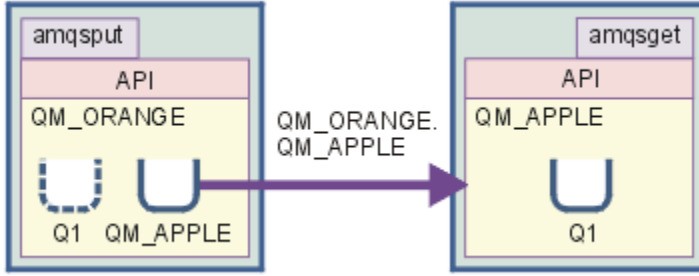 amqsput
API
QM_ORANGE
Q1
QM_APPLE
QM_ORANGE.
QM_APPLE
amqsget
API
QM_APPLE
Q1